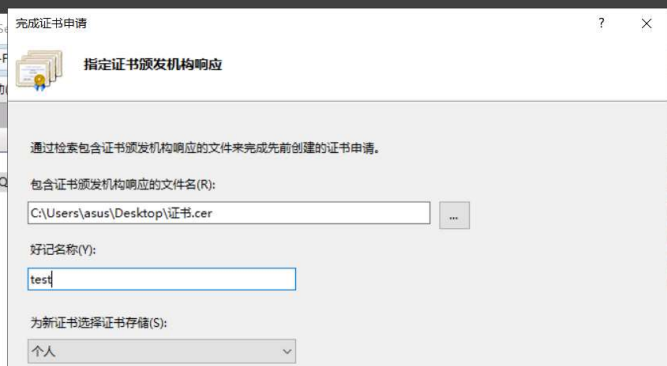 完成证书申请
指定证书颁发机构响应
通过检索包含证书颁发机构响应的文件来完成先前创建的证书申请。
包含证书颁发机构响应的文件名(R):
C:\Users\asus\Desktop\证书.cer
...
好记名称(Y):
test
为新证书选择证书存储(S):
个人